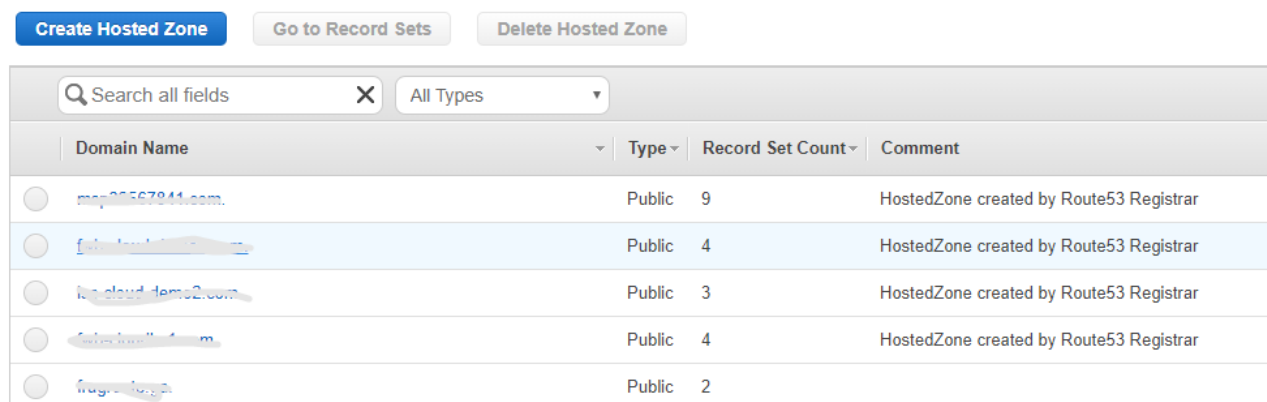 Create Hosted Zone Go to Record Sets Delete Hosted Zone
Search all fields All Types
Domain Name Type Record Set Count Comment
Public 9 HostedZone created by Route53 Registrar
Public 4 HostedZone created by Route53 Registrar
Public 3 HostedZone created by Route53 Registrar
Public 4 HostedZone created by Route53 Registrar
Public 2